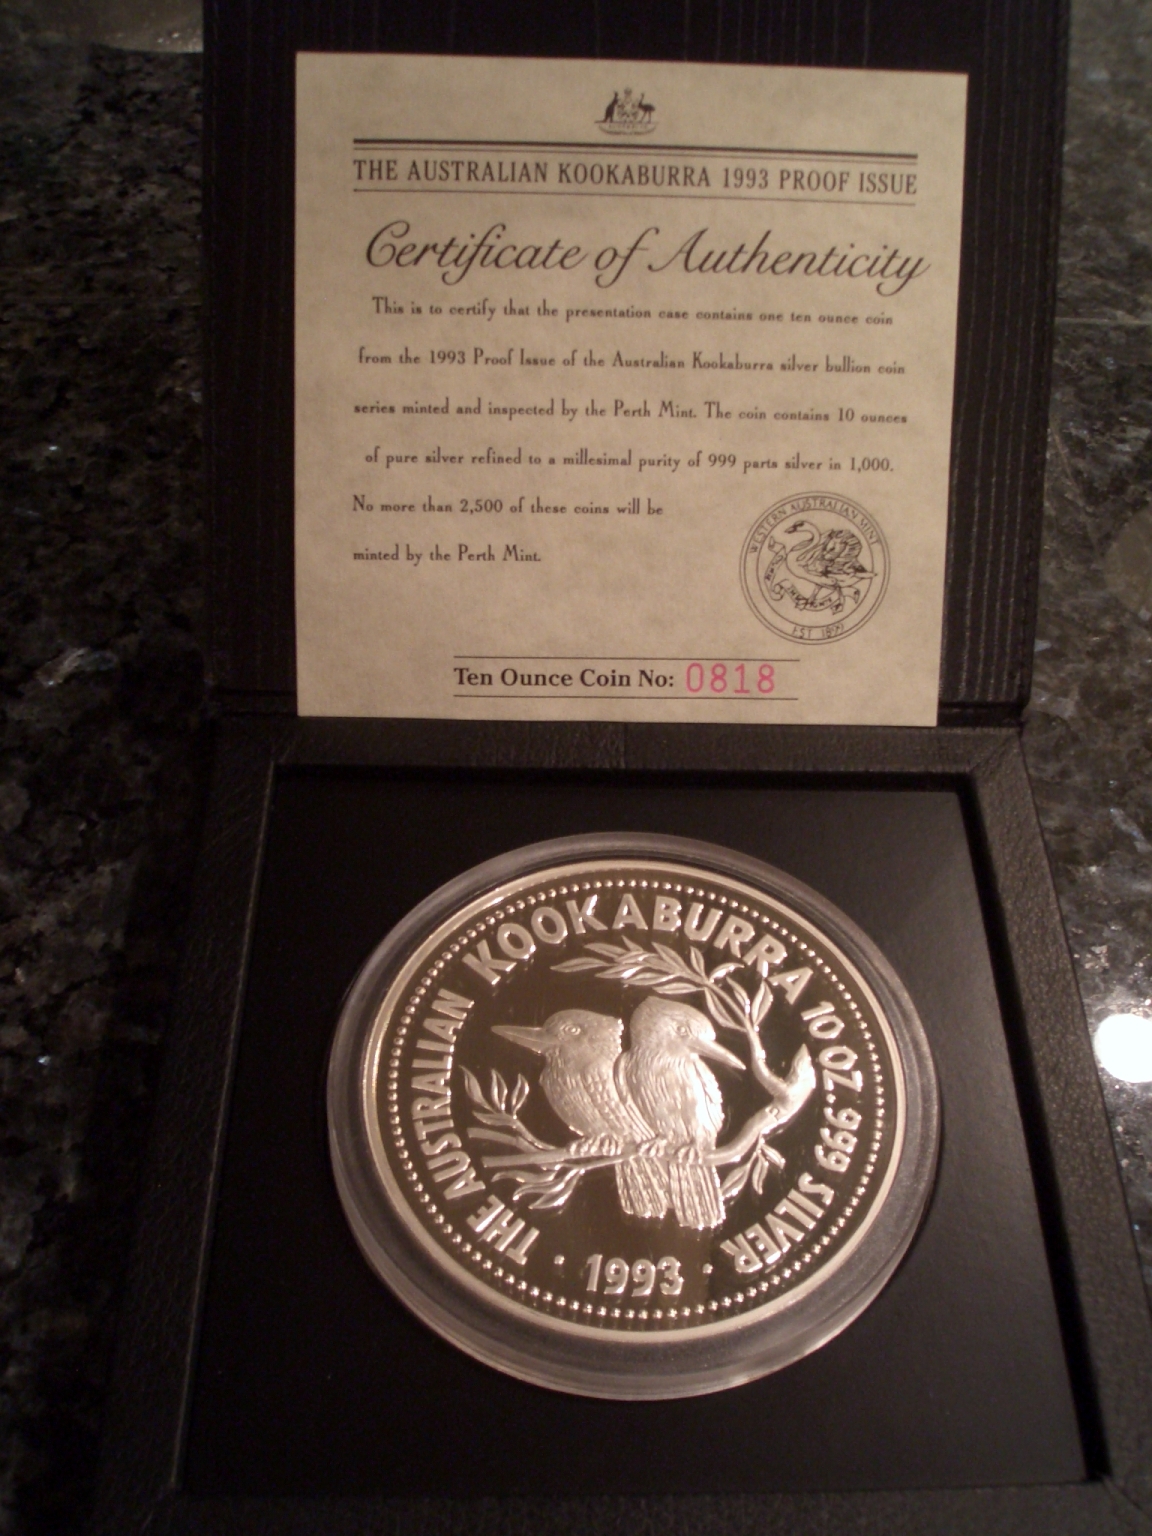 THE AUSTRALIAN KOOKABURRA 1993 PROOF ISSUE
Certificate of Authenticity
This is to certify that the presentation case contains one ten ounce coin
from the 1993 Proof Issue of the Australian Kookaburra silver bullion coin
series minted and inspected by the Perth Mint. The coin contains 10 ounces
of pure silver refined to a millesimal purity of 999 parts silver in 1,000.
No more than 2,500 of these coins will be
minted by the Perth Mint.
WESTERN AUSTRALIAN MINT
EST 1899
Ten Ounce Coin No: 0818
THE AUSTRALIAN KOOKABURRA 10 OZ. 999 SILVER
· 1993 ·